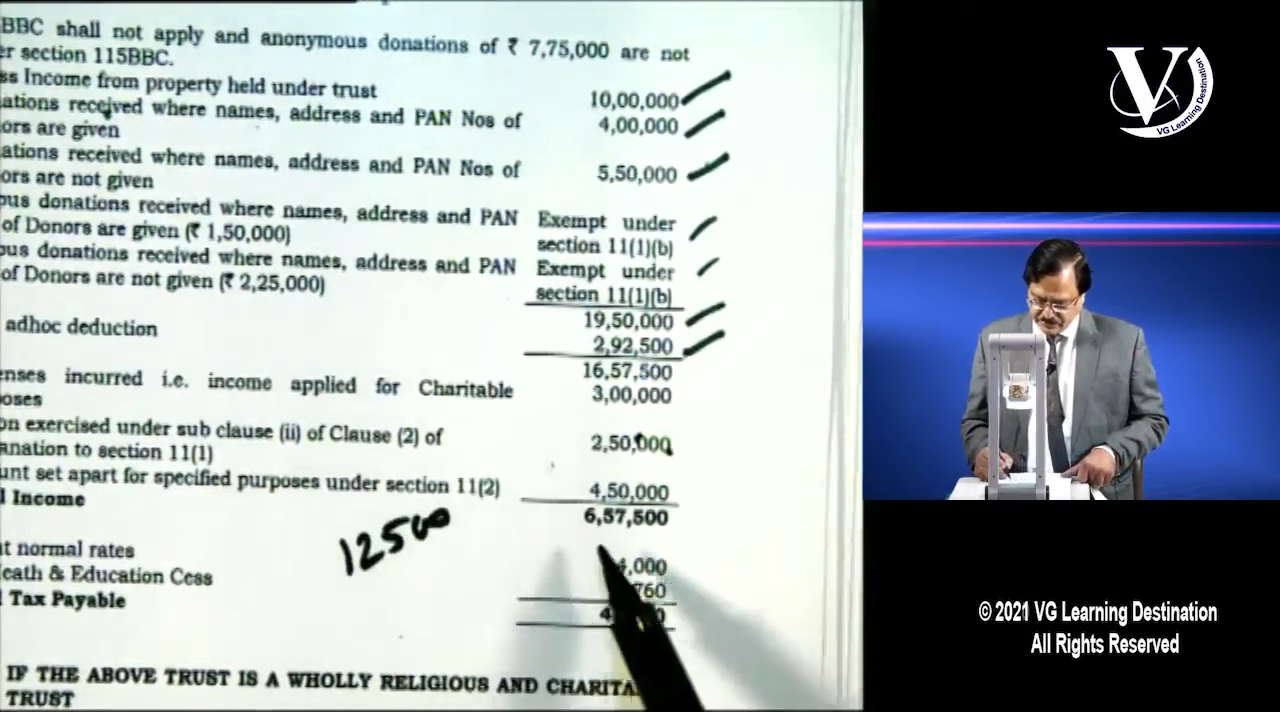 BBC shall not apply and anonymous donations of ₹ 7,75,000 are not
er section 115BBC.
ss Income from property held under trust 10,00,000
ations received where names, address and PAN Nos of 4,00,000
ors are given
ations received where names, address and PAN Nos of 5,50,000
ors are not given
ous donations received where names, address and PAN Exempt under
of Donors are given (₹ 1,50,000) section 11(1)(b)
ous donations received where names, address and PAN Exempt under
of Donors are not given (₹ 2,25,000) section 11(1)(b)
19,50,000
adhoc deduction 2,92,500
16,57,500
enses incurred i.e. income applied for Charitable 3,00,000
oses
on exercised under sub clause (ii) of Clause (2) of 2,50,000
anation to section 11(1)
unt set apart for specified purposes under section 11(2) 4,50,000
l Income 6,57,500
12500
at normal rates 4,000
eath & Education Cess 760
l Tax Payable 4
IF THE ABOVE TRUST IS A WHOLLY RELIGIOUS AND CHARITA
TRUST
V
VG Learning Destination
© 2021 VG Learning Destination
All Rights Reserved